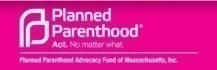 Planned
Parenthood®
Act. No matter what.
Planned Parenthood Advocacy Fund of Massachusetts, Inc.